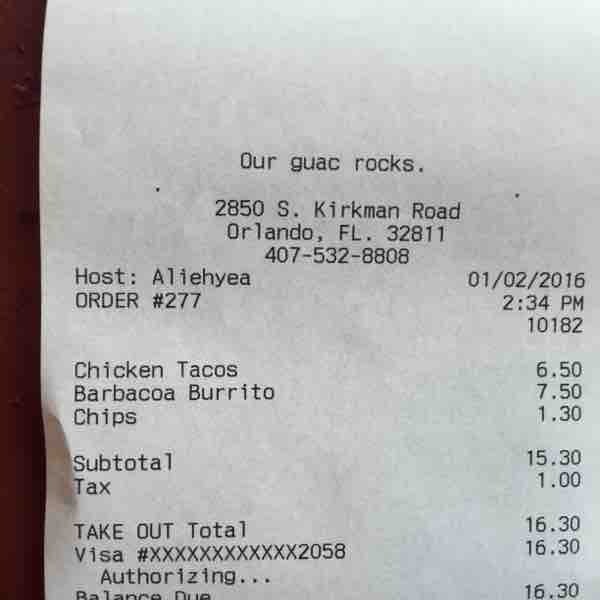 Our guac rocks.
2850 S. Kirkman Road
Orlando, FL. 32811
407-532-8808
Host: Aliehyea 01/02/2016
ORDER #277 2:34 PM
10182
Chicken Tacos 6.50
Barbacoa Burrito 7.50
Chips 1.30
Subtotal 15.30
Tax 1.00
TAKE OUT Total 16.30
Visa #XXXXXXXXXXXX2058 16.30
Authorizing...
Balance Due 16.30